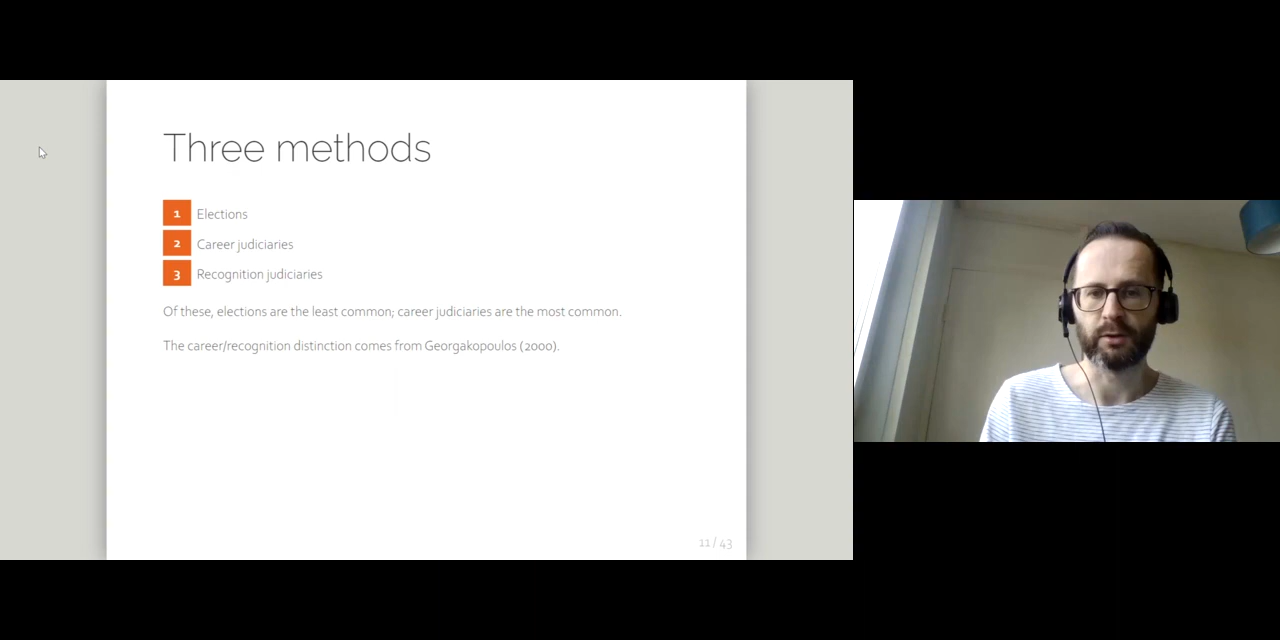 Three methods
1 Elections
2 Career judiciaries
3 Recognition judiciaries
Of these, elections are the least common; career judiciaries are the most common.
The career/recognition distinction comes from Georgakopoulos (2000).
11 / 43